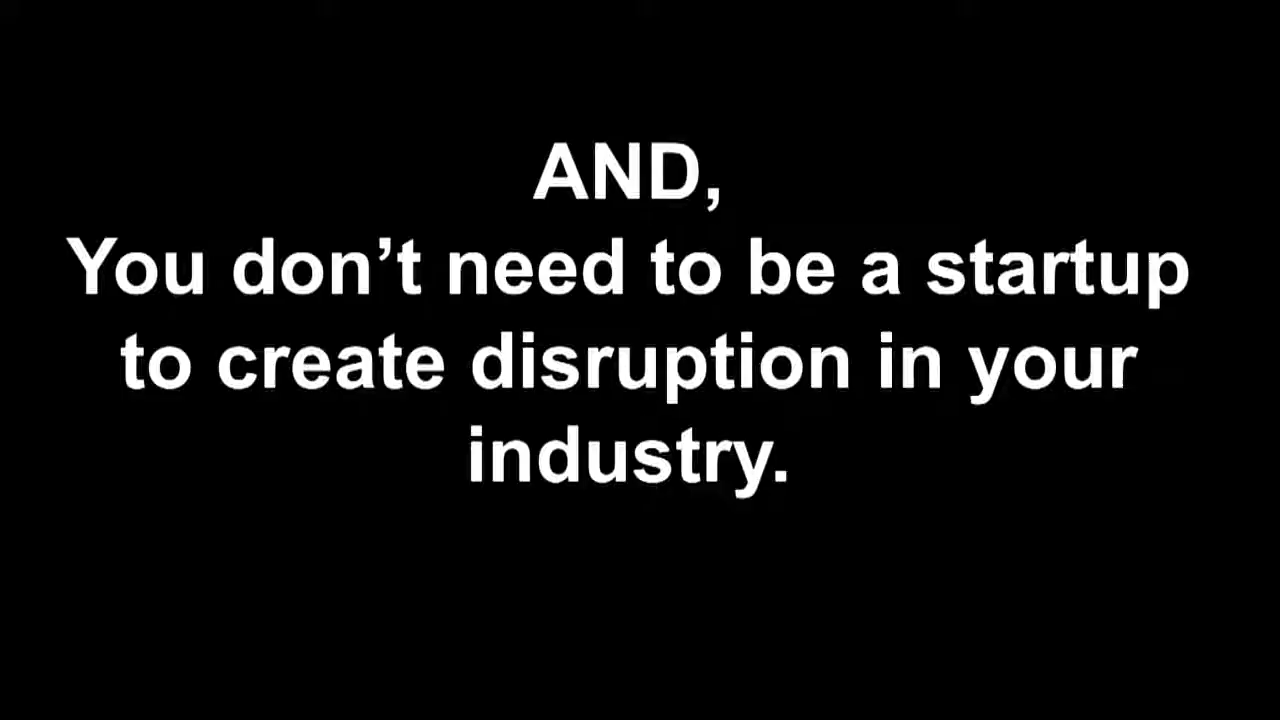 AND,
You don’t need to be a startup
to create disruption in your
industry.